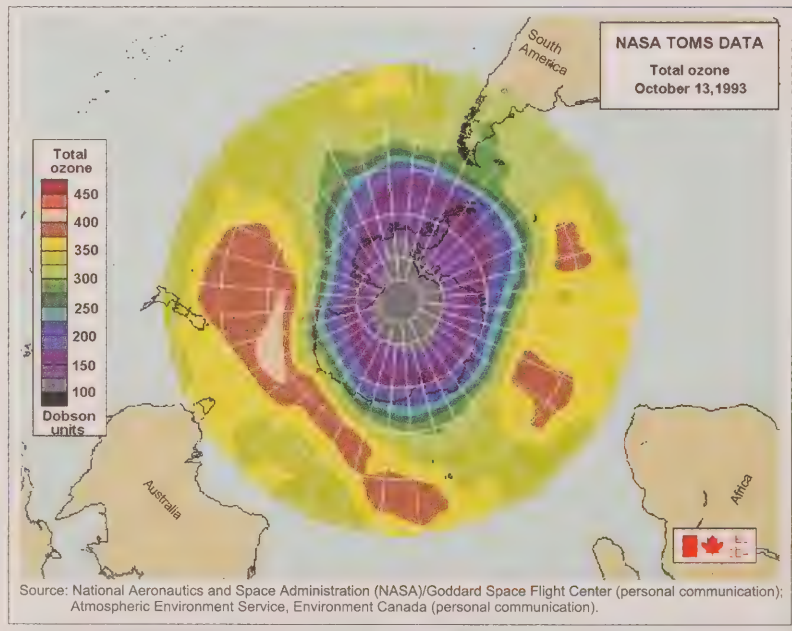 South
America
NASA TOMS DATA
Total ozone
October 13,1993
Total
ozone
450
400
350
300
250
200
150
100
Dobson
units
Australia
Africa
Source: National Aeronautics and Space Administration (NASA)/Goddard Space Flight Center (personal communication);
Atmospheric Environment Service, Environment Canada (personal communication).